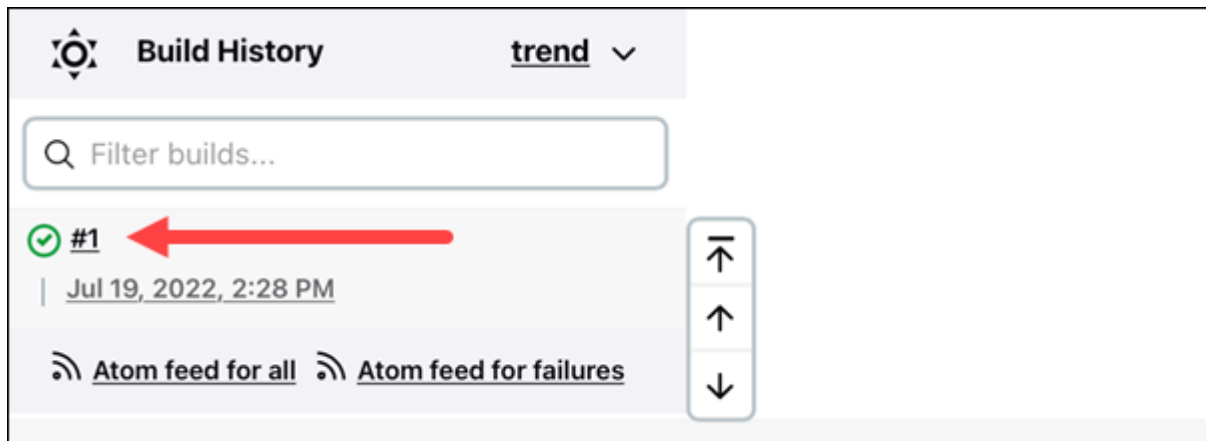 Build History trend
Filter builds...
#1
Jul 19, 2022, 2:28 PM
Atom feed for all Atom feed for failures